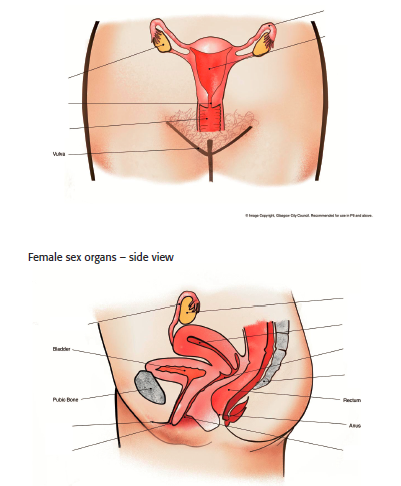 Vulva
© Image Copyright. Glasgow City Council. Recommended for use in P6 and above.
Female sex organs – side view
Bladder
Pubic Bone
Rectum
Anus